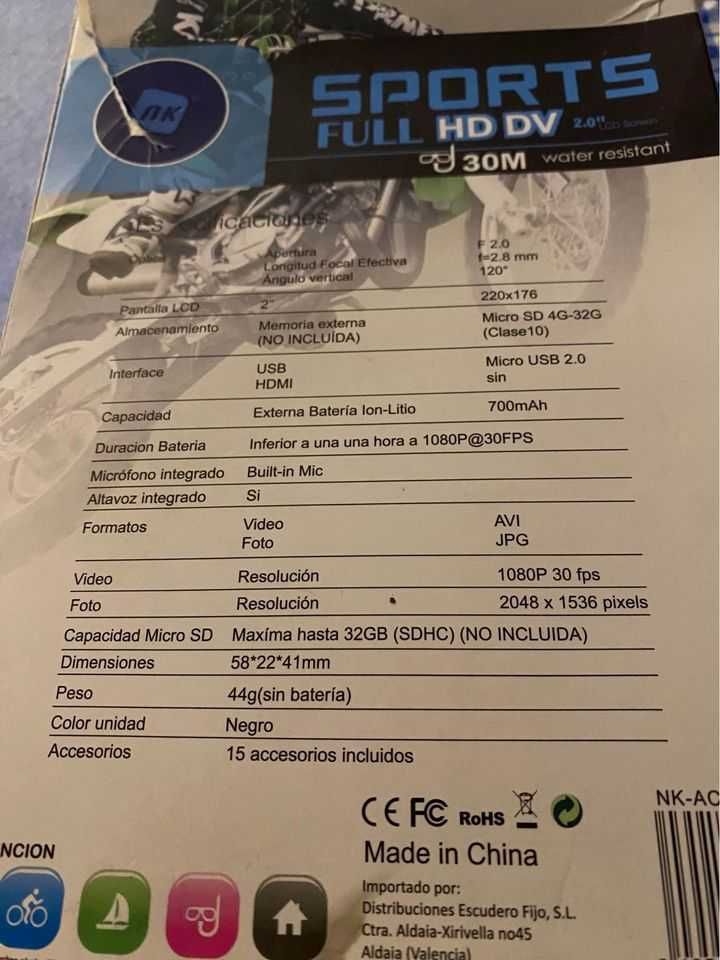 NK
SPORTS
FULL HD DV 2.0" LCD Screen
30M water resistant
Especificaciones
Optica Apertura F 2.0
Longitud Focal Efectiva f=2.8 mm
Ángulo vertical 120°
Pantalla LCD 2" 220x176
Almacenamiento Memoria externa Micro SD 4G-32G
(NO INCLUÍDA) (Clase10)
Interface USB Micro USB 2.0
HDMI sin
Capacidad Externa Batería Ion-Litio 700mAh
Duracion Bateria Inferior a una una hora a 1080P@30FPS
Micrófono integrado Built-in Mic
Altavoz integrado Si
Formatos Video AVI
Foto JPG
Video Resolución 1080P 30 fps
Foto Resolución 2048 x 1536 pixels
Capacidad Micro SD Maxíma hasta 32GB (SDHC) (NO INCLUIDA)
Dimensiones 58*22*41mm
Peso 44g(sin batería)
Color unidad Negro
Accesorios 15 accesorios incluidos
CE FC RoHS
NK-AC
NCION
Made in China
Importado por:
Distribuciones Escudero Fijo, S.L.
Ctra. Aldaia-Xirivella no45
Aldaia (Valencia)